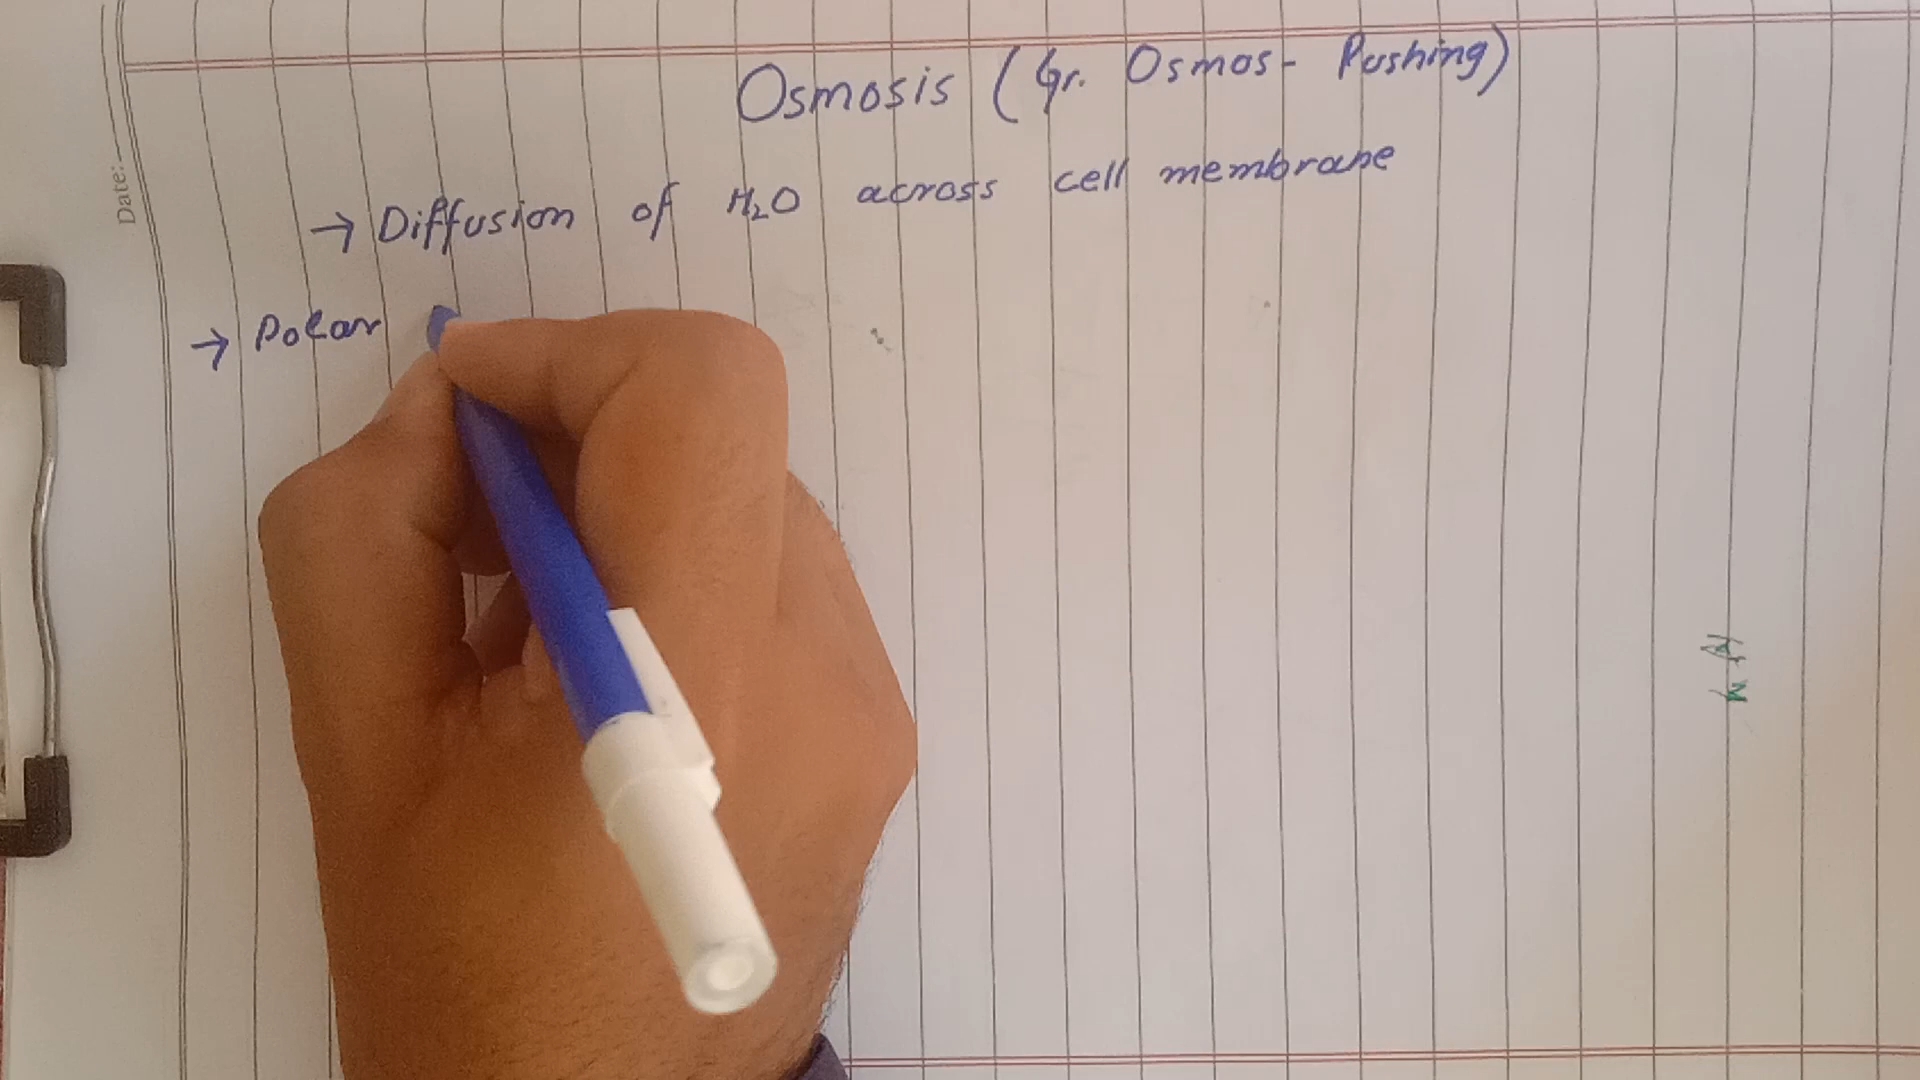 Osmosis (Gr. Osmos - Pushing)
→ Diffusion of H₂O across cell membrane
→ Polar
Date: